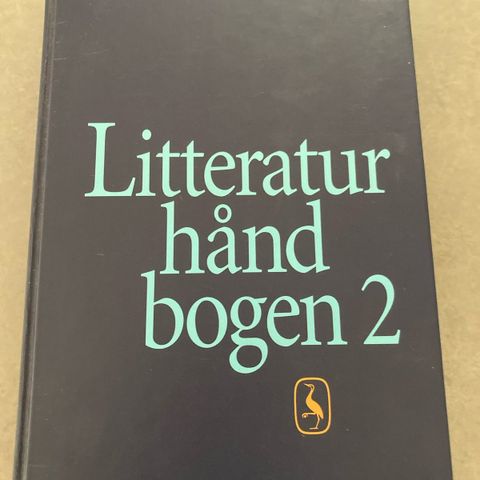 Litteratur
hånd
bogen 2